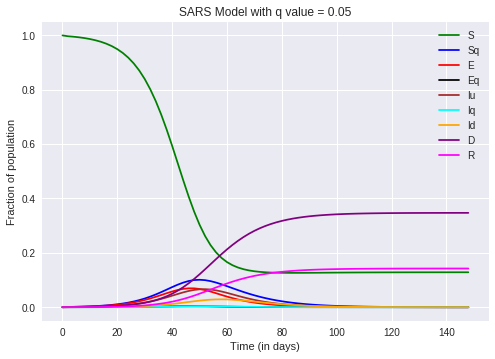 SARS Model with q value = 0.05
1.0
0.8
0.6
0.4
0.2
0.0
Fraction of population
S
Sq
E
Eq
Iu
Iq
Id
D
R
0 20 40 60 80 100 120 140
Time (in days)